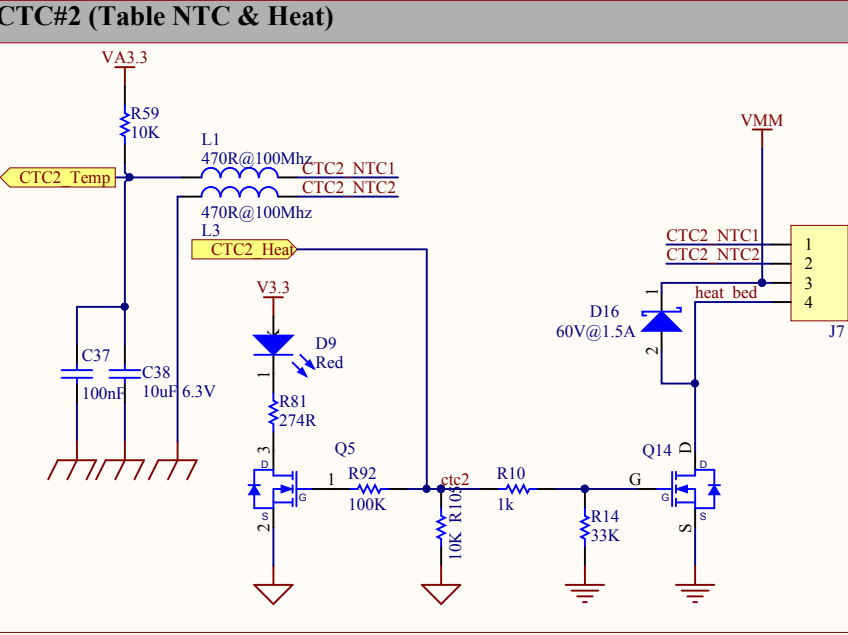 CTC#2 (Table NTC & Heat)
VA3.3
R59
10K
L1
470R@100Mhz
CTC2_NTC1
CTC2_Temp
CTC2_NTC2
470R@100Mhz
L3
CTC2_Heat
VMM
CTC2_NTC1
1
CTC2_NTC2
2
3
heat_bed
4
J7
V3.3
K
D9
Red
1
R81
274R
D16
60V@1.5A
1
2
C37
100nF
C38
10uF 6.3V
3
Q5
D
G
S
2
1
R92
100K
ctc2
10K R105
R10
1k
R14
33K
Q14
D
D
G
G
S
S